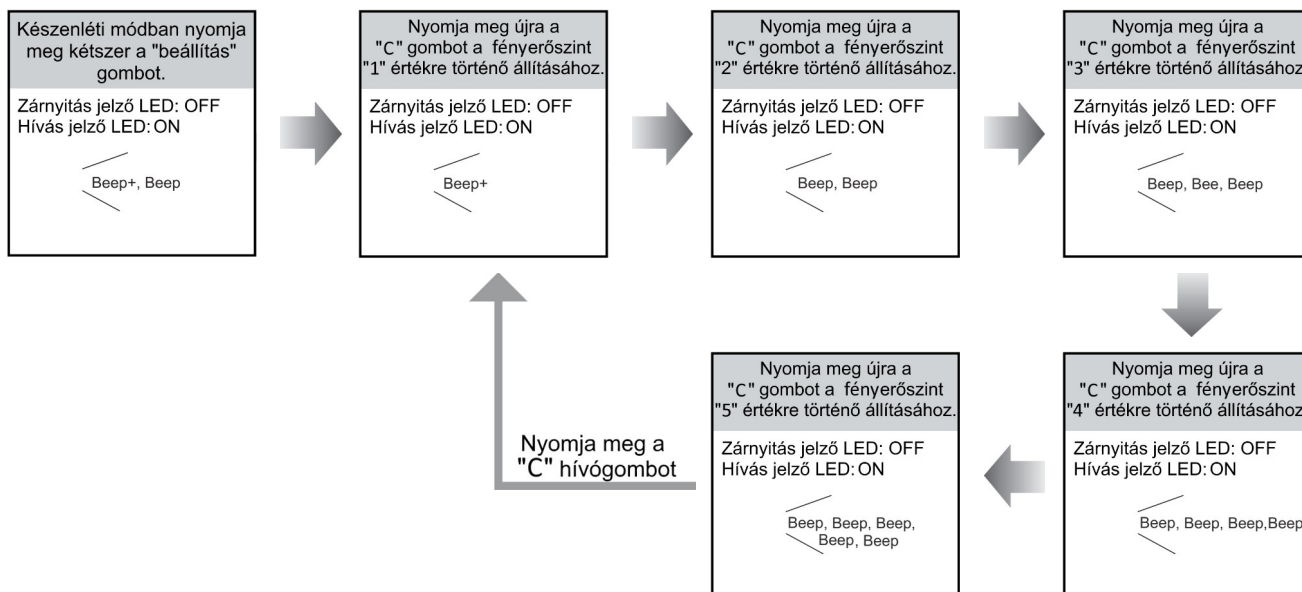 Készenléti módban nyomja
meg kétszer a "beállítás"
gombot.
Zárnyitás jelző LED: OFF
Hívás jelző LED: ON
Beep+, Beep
Nyomja meg újra a
"C" gombot a fényerőszint
"1" értékre történő állításához.
Zárnyitás jelző LED: OFF
Hívás jelző LED: ON
Beep+
Nyomja meg újra a
"C" gombot a fényerőszint
"2" értékre történő állításához.
Zárnyitás jelző LED: OFF
Hívás jelző LED: ON
Beep, Beep
Nyomja meg újra a
"C" gombot a fényerőszint
"3" értékre történő állításához
Zárnyitás jelző LED: OFF
Hívás jelző LED: ON
Beep, Bee, Beep
Nyomja meg újra a
"C" gombot a fényerőszint
"4" értékre történő állításához
Zárnyitás jelző LED: OFF
Hívás jelző LED: ON
Beep, Beep, Beep,Beep
Nyomja meg újra a
"C" gombot a fényerőszint
"5" értékre történő állításához.
Zárnyitás jelző LED: OFF
Hívás jelző LED: ON
Beep, Beep, Beep,
Beep, Beep
Nyomja meg a
"C" hívógombot